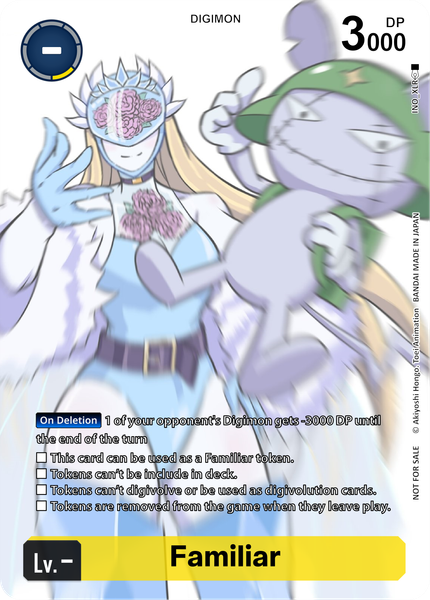 DIGIMON
–
3000
DP
INO XLR
© Akiyoshi Hongo, Toei Animation BANDAI MADE IN JAPAN
NOT FOR SALE
On Deletion 1 of your opponent's Digimon gets -3000 DP until
the end of the turn
This card can be used as a Familiar token.
Tokens can't be include in deck.
Tokens can't digivolve or be used as digivolution cards.
Tokens are removed from the game when they leave play.
Lv.–
Familiar